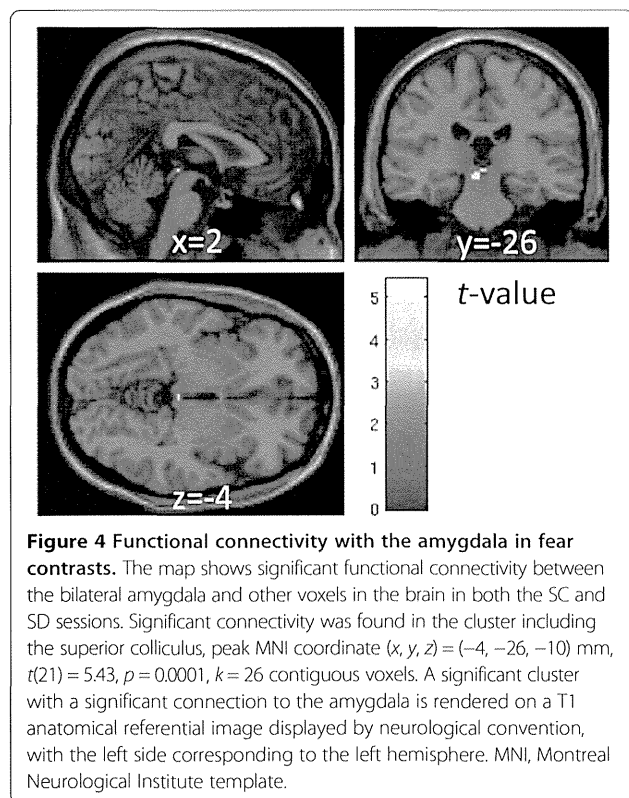 x=2
y=-26
z=-4
t-value
5
4
3
2
1
0
Figure 4 Functional connectivity with the amygdala in fear
contrasts. The map shows significant functional connectivity between
the bilateral amygdala and other voxels in the brain in both the SC and
SD sessions. Significant connectivity was found in the cluster including
the superior colliculus, peak MNI coordinate (x, y, z) = (−4, −26, −10) mm,
t(21) = 5.43, p = 0.0001, k = 26 contiguous voxels. A significant cluster
with a significant connection to the amygdala is rendered on a T1
anatomical referential image displayed by neurological convention,
with the left side corresponding to the left hemisphere. MNI, Montreal
Neurological Institute template.